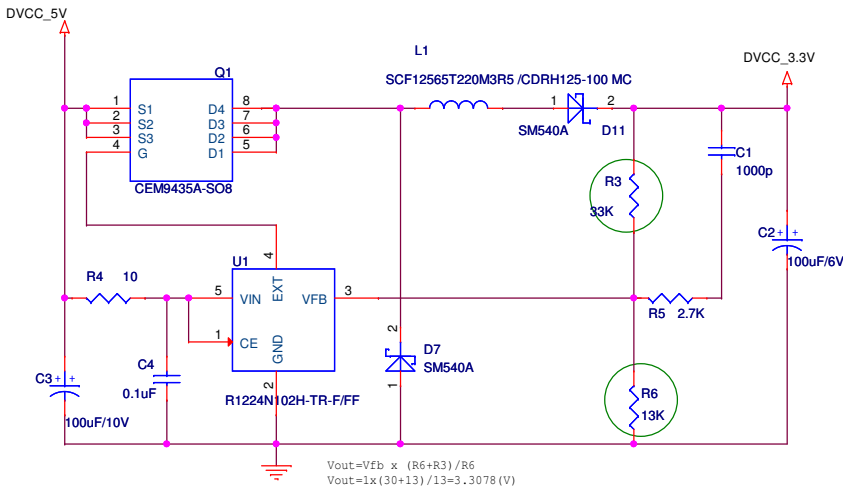 DVCC_5V
L1
DVCC_3.3V
Q1
SCF12565T220M3R5 /CDRH125-100 MC
1 S1 D4 8
2 S2 D3 7
3 S3 D2 6
4 G D1 5
1 2
SM540A D11
CEM9435A-SO8
C1
1000p
R3
33K
C2 + +
100uF/6V
4
U1
R4 10
5 VIN EXT VFB 3
R5 2.7K
1 CE GND
2
D7
SM540A
1
C4
0.1uF
C3 + +
100uF/10V
2
R1224N102H-TR-F/FF
R6
13K
Vout=Vfb x (R6+R3)/R6
Vout=1x(30+13)/13=3.3078(V)